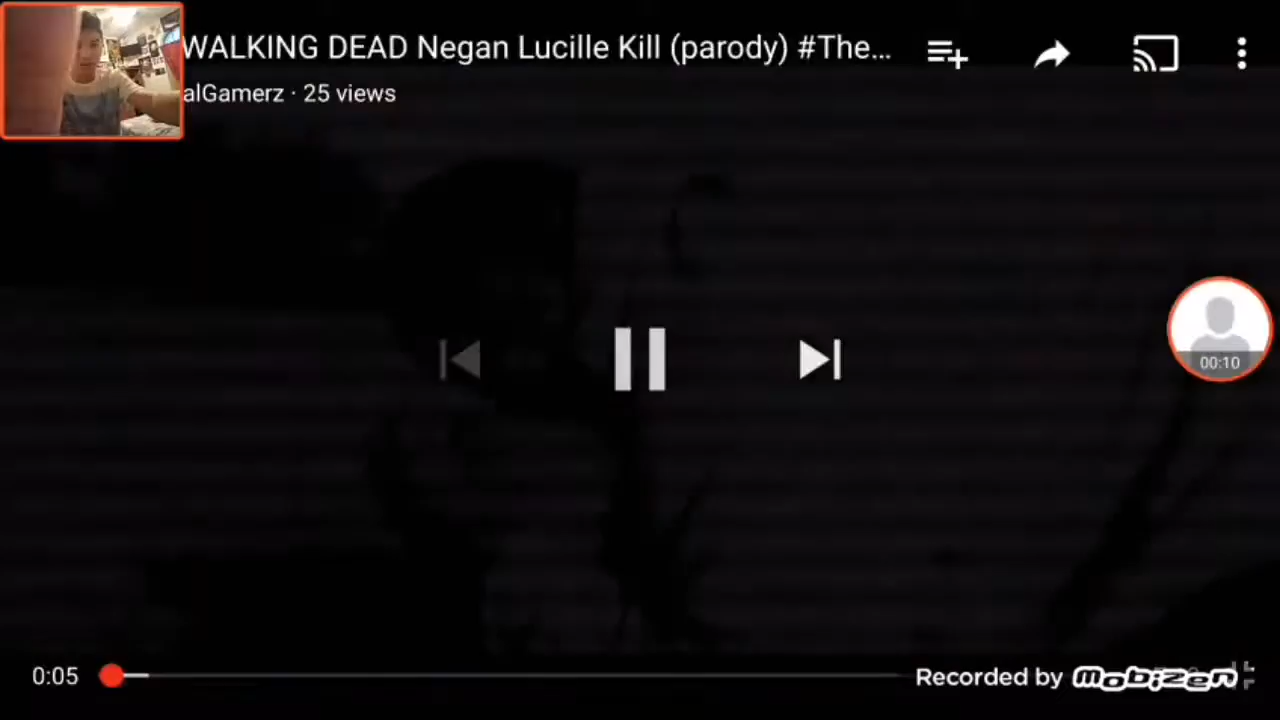 WALKING DEAD Negan Lucille Kill (parody) #The...
alGamerz · 25 views
00:10
0:05
Recorded by mobizen